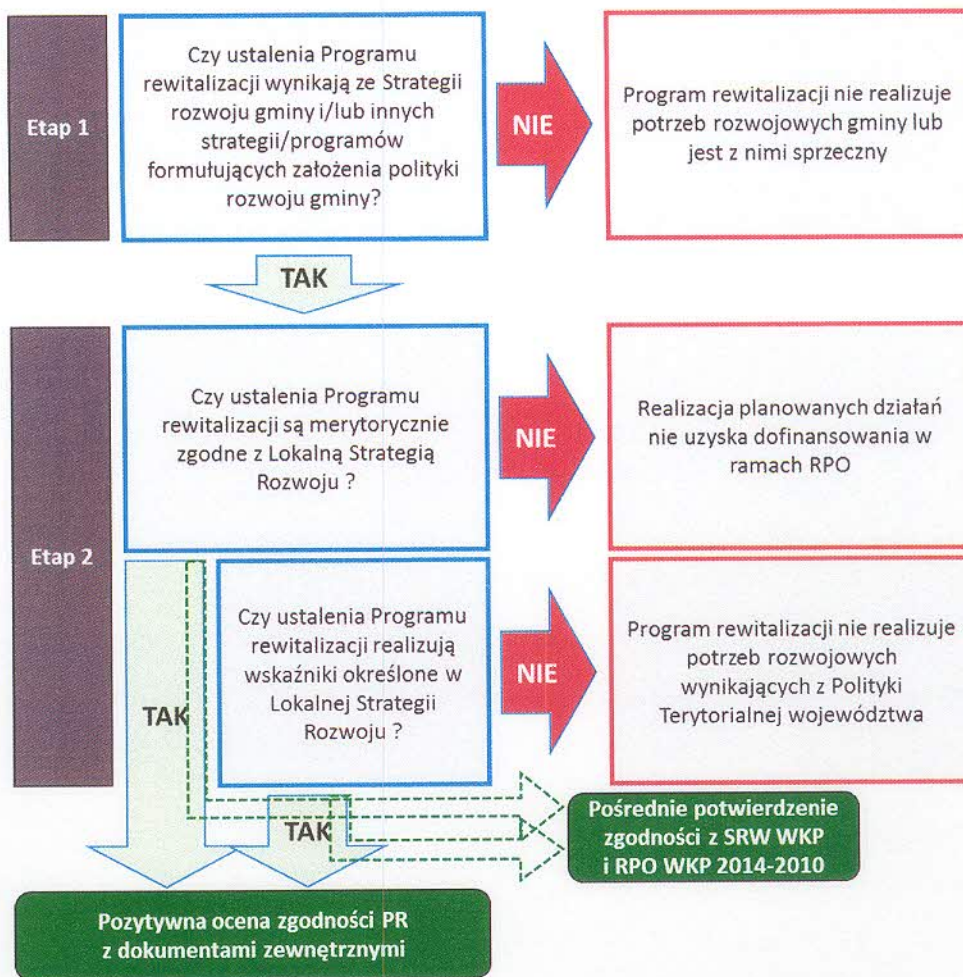 Etap 1
Czy ustalenia Programu
rewitalizacji wynikają ze Strategii
rozwoju gminy i/lub innych
strategii/programów
formułujących założenia polityki
rozwoju gminy?
NIE
Program rewitalizacji nie realizuje
potrzeb rozwojowych gminy lub
jest z nimi sprzeczny
TAK
Etap 2
Czy ustalenia Programu
rewitalizacji są merytorycznie
zgodne z Lokalną Strategią
Rozwoju ?
NIE
Realizacja planowanych działań
nie uzyska dofinansowania w
ramach RPO
TAK
Czy ustalenia Programu
rewitalizacji realizują
wskaźniki określone w
Lokalnej Strategii
Rozwoju ?
NIE
Program rewitalizacji nie realizuje
potrzeb rozwojowych
wynikających z Polityki
Terytorialnej województwa
TAK
Pośrednie potwierdzenie
zgodności z SRW WKP
i RPO WKP 2014-2010
Pozytywna ocena zgodności PR
z dokumentami zewnętrznymi